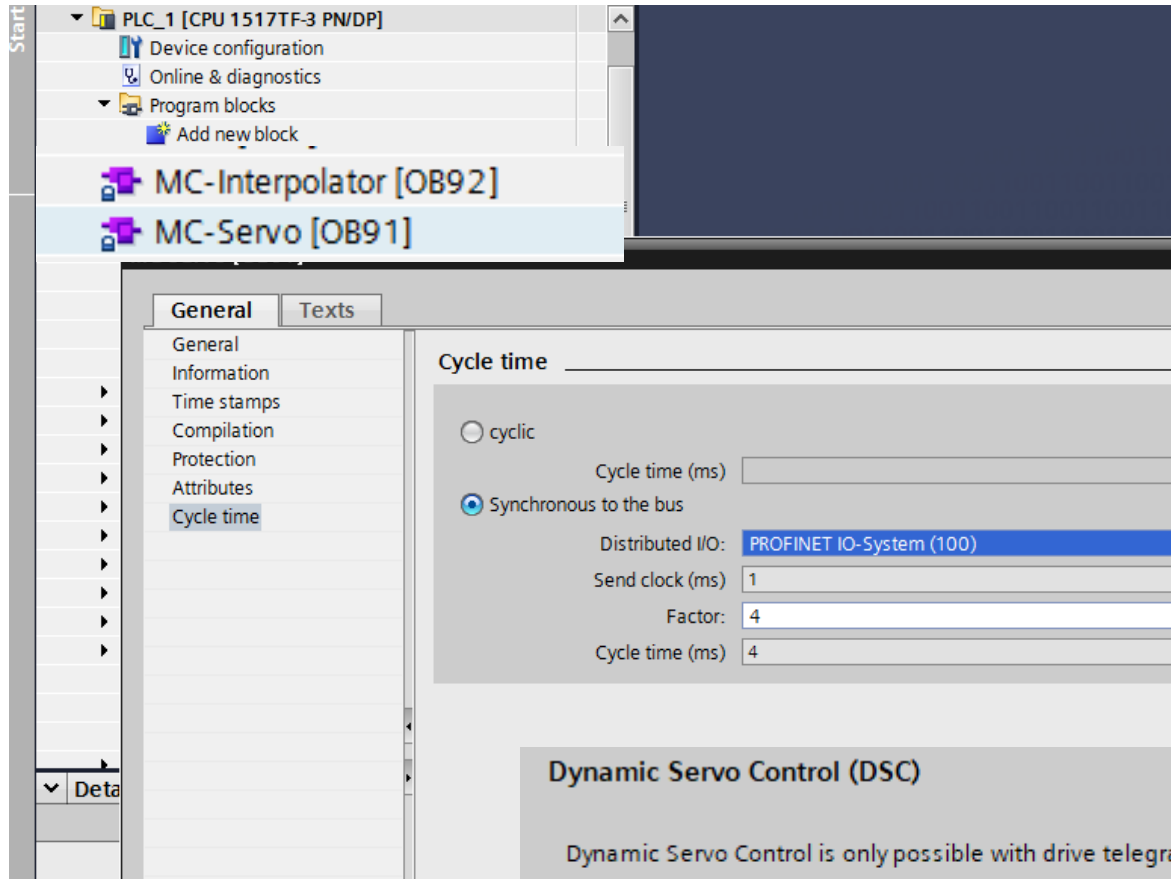 Start
PLC_1 [CPU 1517TF-3 PN/DP]
Device configuration
Online & diagnostics
Program blocks
Add new block
MC-Interpolator [OB92]
MC-Servo [OB91]
General Texts
General
Information
Time stamps
Compilation
Protection
Attributes
Cycle time
Cycle time
cyclic
Cycle time (ms)
Synchronous to the bus
Distributed I/O: PROFINET IO-System (100)
Send clock (ms) 1
Factor: 4
Cycle time (ms) 4
Deta
Dynamic Servo Control (DSC)
Dynamic Servo Control is only possible with drive telegra